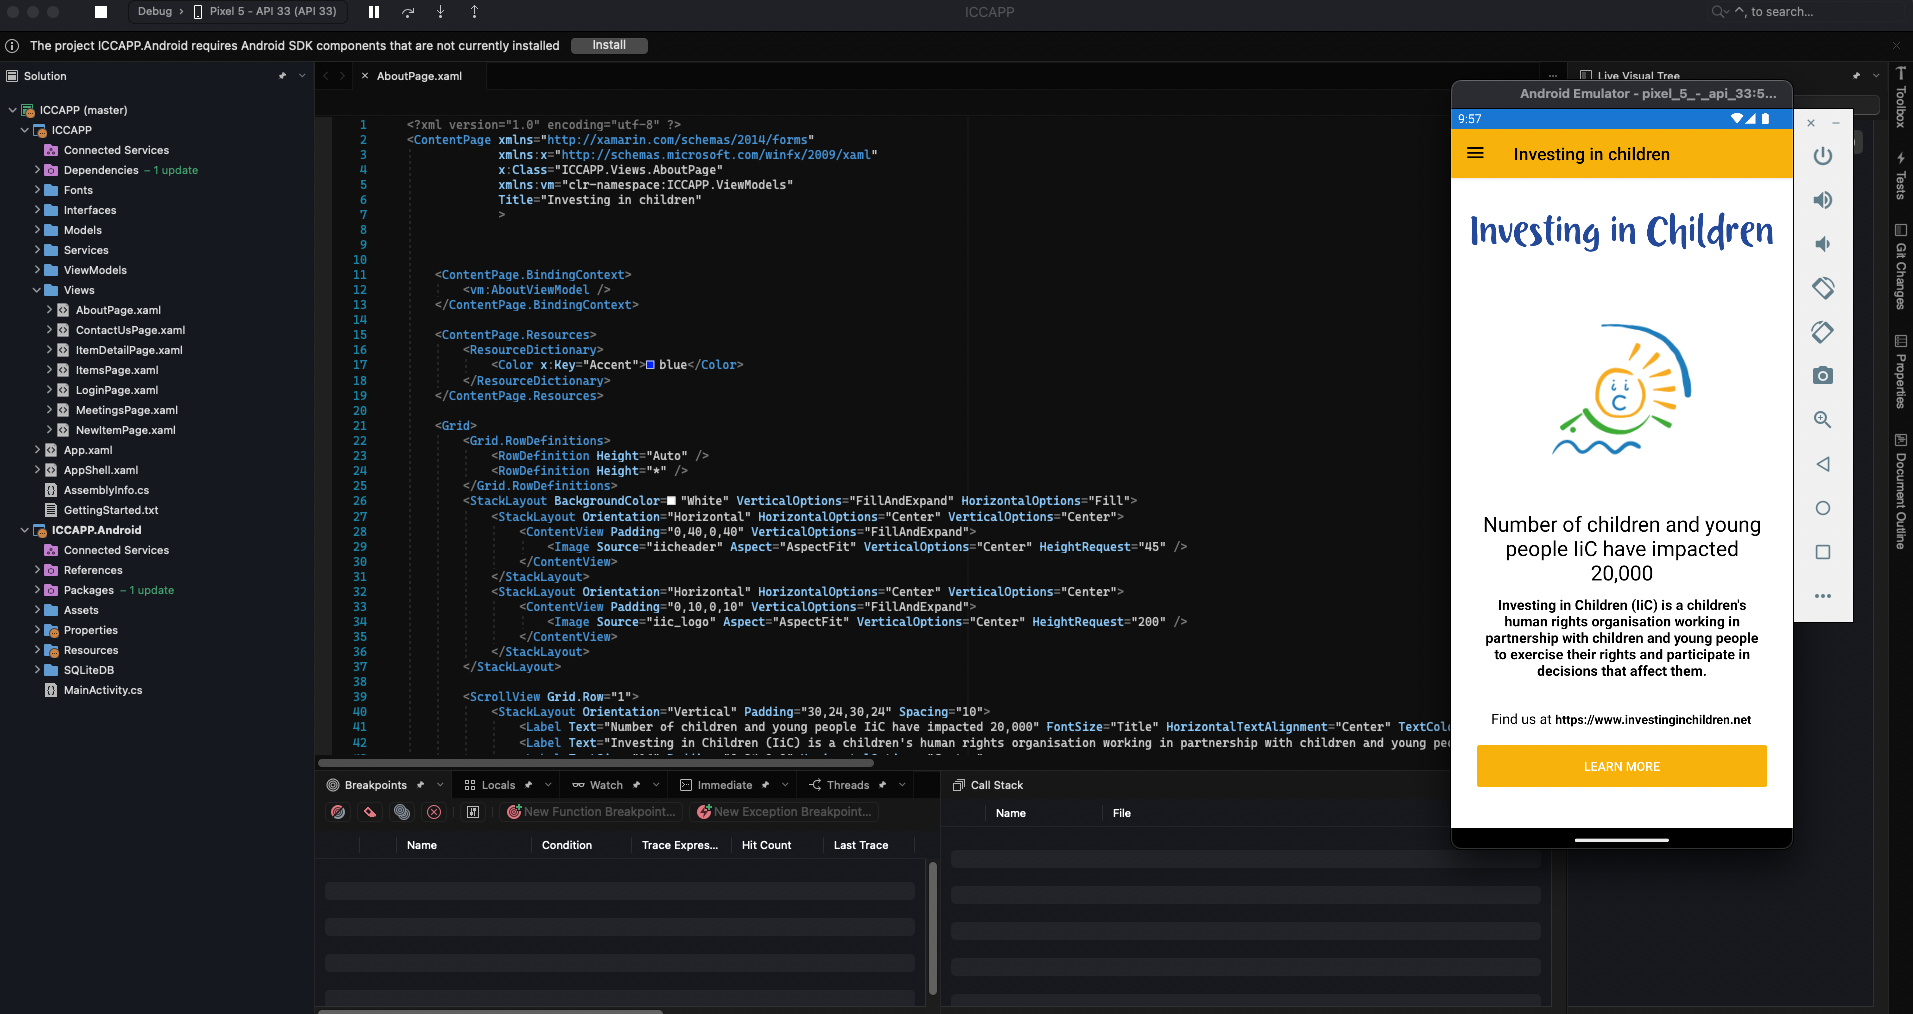 Debug › Pixel 5 - API 33 (API 33)
ICCAPP
^, to search...
The project ICCAPP.Android requires Android SDK components that are not currently installed Install
Solution
AboutPage.xaml
Live Visual Tree
ICCAPP (master)
ICCAPP
Connected Services
Dependencies – 1 update
Fonts
Interfaces
Models
Services
ViewModels
Views
AboutPage.xaml
ContactUsPage.xaml
ItemDetailPage.xaml
ItemsPage.xaml
LoginPage.xaml
MeetingsPage.xaml
NewItemPage.xaml
App.xaml
AppShell.xaml
AssemblyInfo.cs
GettingStarted.txt
ICCAPP.Android
Connected Services
References
Packages – 1 update
Assets
Properties
Resources
SQLiteDB
MainActivity.cs
1 <?xml version="1.0" encoding="utf-8" ?>
2 <ContentPage xmlns="http://xamarin.com/schemas/2014/forms"
3 xmlns:x="http://schemas.microsoft.com/winfx/2009/xaml"
4 x:Class="ICCAPP.Views.AboutPage"
5 xmlns:vm="clr-namespace:ICCAPP.ViewModels"
6 Title="Investing in children"
7 >
8
9
10
11 <ContentPage.BindingContext>
12 <vm:AboutViewModel />
13 </ContentPage.BindingContext>
14
15 <ContentPage.Resources>
16 <ResourceDictionary>
17 <Color x:Key="Accent">blue</Color>
18 </ResourceDictionary>
19 </ContentPage.Resources>
20
21 <Grid>
22 <Grid.RowDefinitions>
23 <RowDefinition Height="Auto" />
24 <RowDefinition Height="*" />
25 </Grid.RowDefinitions>
26 <StackLayout BackgroundColor="White" VerticalOptions="FillAndExpand" HorizontalOptions="Fill">
27 <StackLayout Orientation="Horizontal" HorizontalOptions="Center" VerticalOptions="Center">
28 <ContentView Padding="0,40,0,40" VerticalOptions="FillAndExpand">
29 <Image Source="iicheader" Aspect="AspectFit" VerticalOptions="Center" HeightRequest="45" />
30 </ContentView>
31 </StackLayout>
32 <StackLayout Orientation="Horizontal" HorizontalOptions="Center" VerticalOptions="Center">
33 <ContentView Padding="0,10,0,10" VerticalOptions="FillAndExpand">
34 <Image Source="iic_logo" Aspect="AspectFit" VerticalOptions="Center" HeightRequest="200" />
35 </ContentView>
36 </StackLayout>
37 </StackLayout>
38
39 <ScrollView Grid.Row="1">
40 <StackLayout Orientation="Vertical" Padding="30,24,30,24" Spacing="10">
41 <Label Text="Number of children and young people IiC have impacted 20,000" FontSize="Title" HorizontalTextAlignment="Center" TextColo
42 <Label Text="Investing in Children (IiC) is a children's human rights organisation working in partnership with children and young peo
Android Emulator - pixel_5_-_api_33:5...
9:57
Investing in children
Investing in Children
C
Number of children and young
people IiC have impacted
20,000
Investing in Children (IiC) is a children's
human rights organisation working in
partnership with children and young people
to exercise their rights and participate in
decisions that affect them.
Find us at https://www.investinginchildren.net
LEARN MORE
Toolbox
Tests
Git Changes
Properties
Document Outline
Breakpoints Locals Watch Immediate Threads
New Function Breakpoint... New Exception Breakpoint...
Name Condition Trace Expres... Hit Count Last Trace
Call Stack
Name File